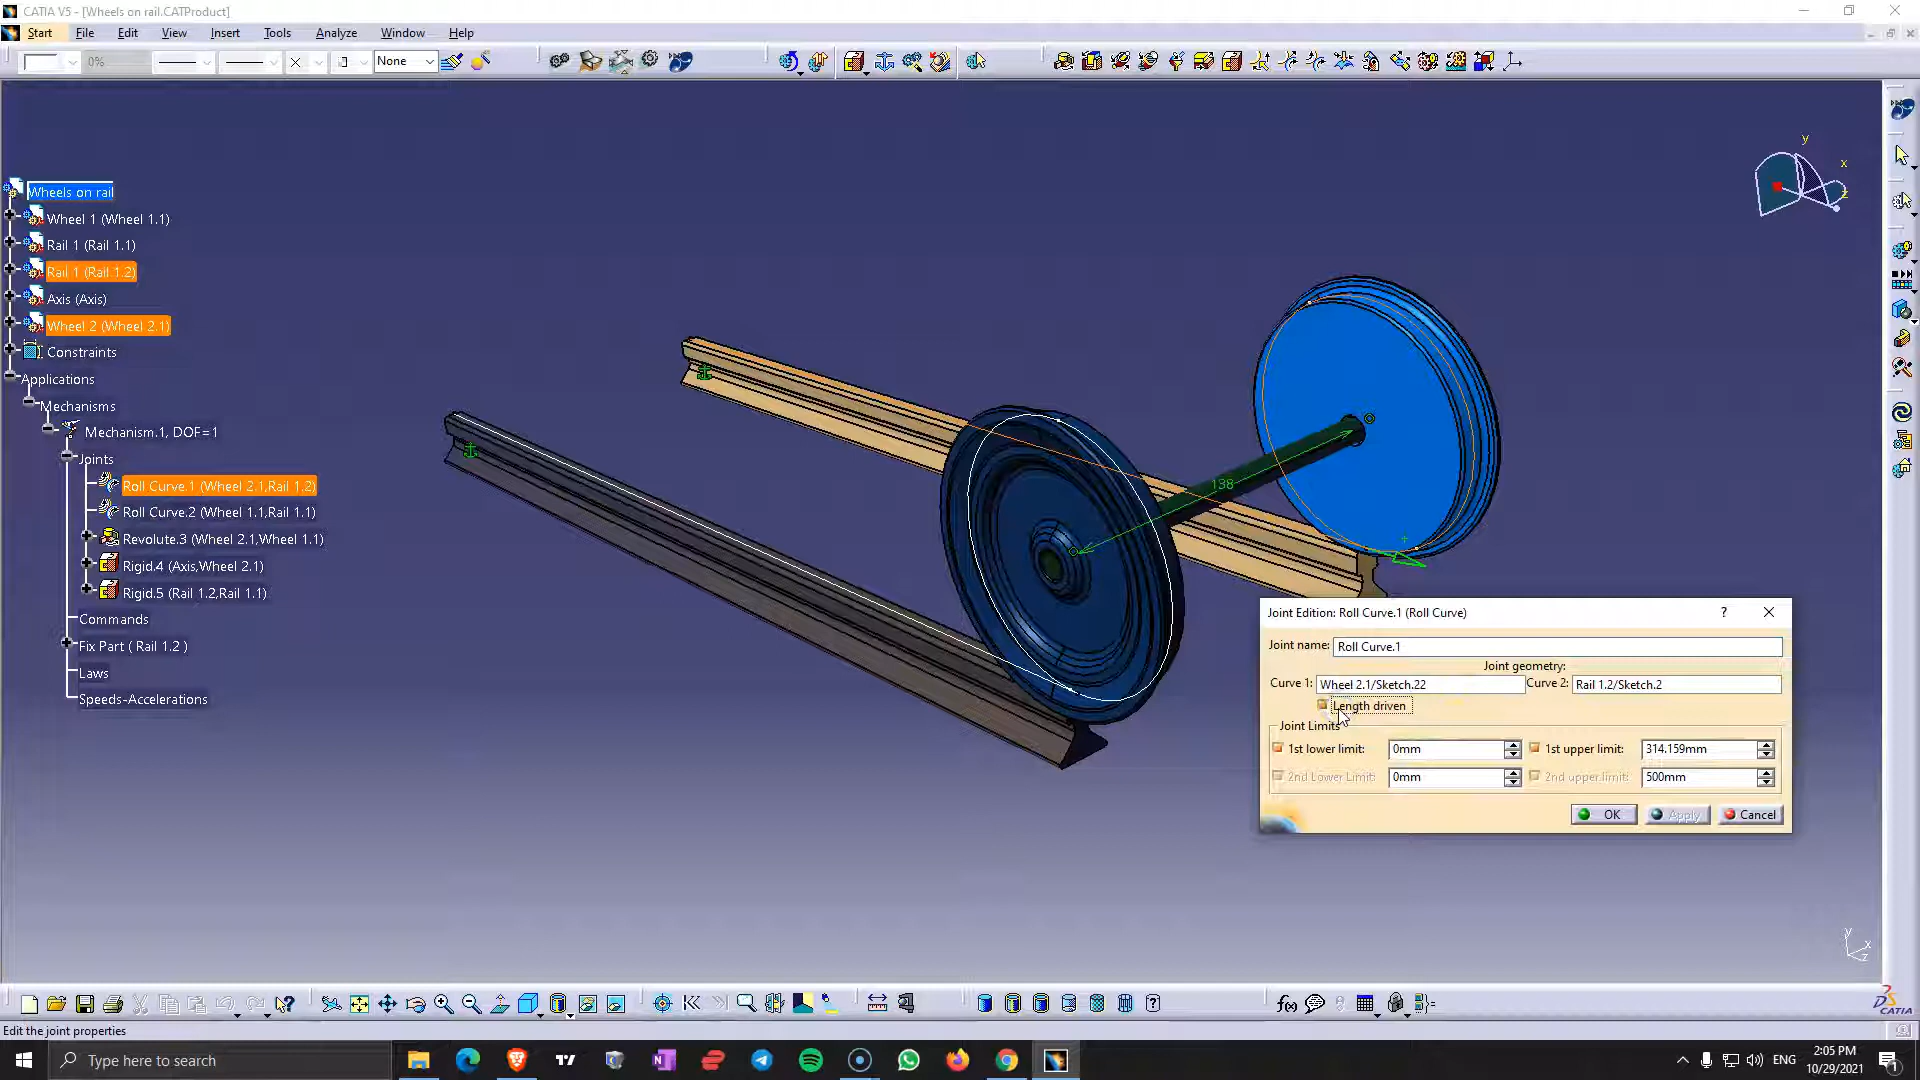 CATIA V5 - [Wheels on rail.CATProduct]
Start File Edit View Insert Tools Analyze Window Help
0% None
y
x
z
Wheels on rail
Wheel 1 (Wheel 1.1)
Rail 1 (Rail 1.1)
Rail 1 (Rail 1.2)
Axis (Axis)
Wheel 2 (Wheel 2.1)
Constraints
Applications
Mechanisms
Mechanism.1, DOF=1
Joints
Roll Curve.1 (Wheel 2.1,Rail 1.2)
Roll Curve.2 (Wheel 1.1,Rail 1.1)
Revolute.3 (Wheel 2.1,Wheel 1.1)
Rigid.4 (Axis,Wheel 2.1)
Rigid.5 (Rail 1.2,Rail 1.1)
Commands
Fix Part ( Rail 1.2 )
Laws
Speeds-Accelerations
138
Joint Edition: Roll Curve.1 (Roll Curve)
?
Joint name: Roll Curve.1
Joint geometry:
Curve 1: Wheel 2.1/Sketch.22 Curve 2: Rail 1.2/Sketch.2
Length driven
Joint Limits
1st lower limit: 0mm 1st upper limit: 314.159mm
2nd Lower Limit: 0mm 2nd upper limit: 500mm
OK Apply Cancel
y
x
z
f(x)
CATIA
Edit the joint properties
Type here to search
ENG
2:05 PM
10/29/2021
1